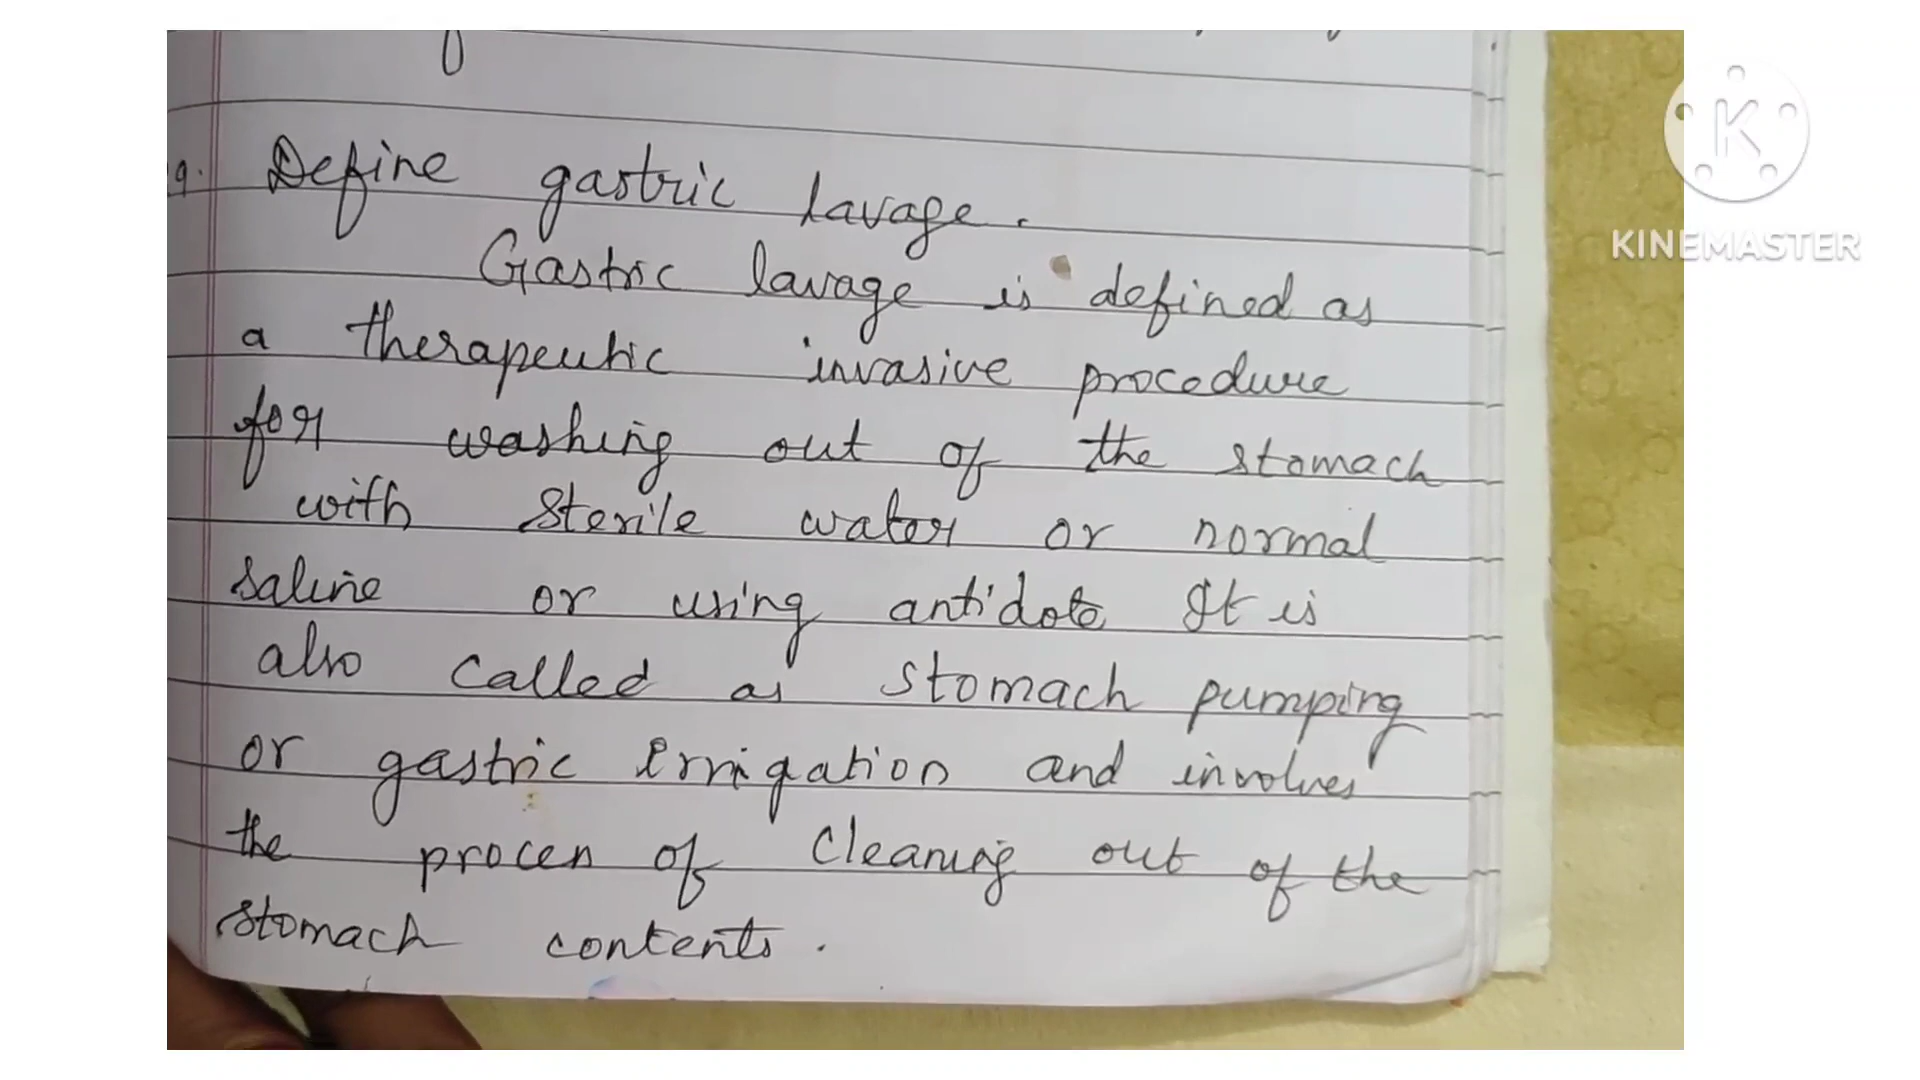 9. Define gastric lavage.
Gastric lavage is defined as
a therapeutic invasive procedure
for washing out of the stomach
with sterile water or normal
saline or using antidote It is
also called as stomach pumping
or gastric Irrigation and involves
the process of cleaning out of the
stomach contents.
K
KINEMASTER